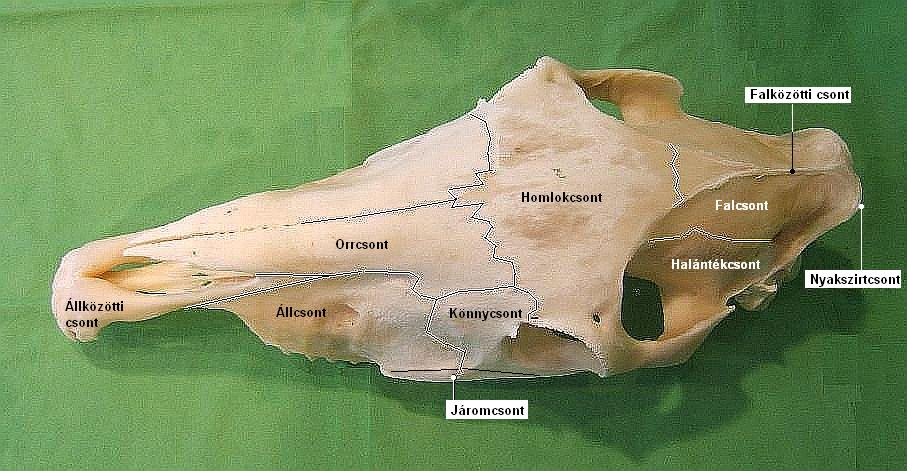 Falközötti csont
Homlokcsont
Falcsont
Orrcsont
Halántékcsont
Nyakszirtcsont
Állközötti
csont
Állcsont
Könnycsont
Járomcsont